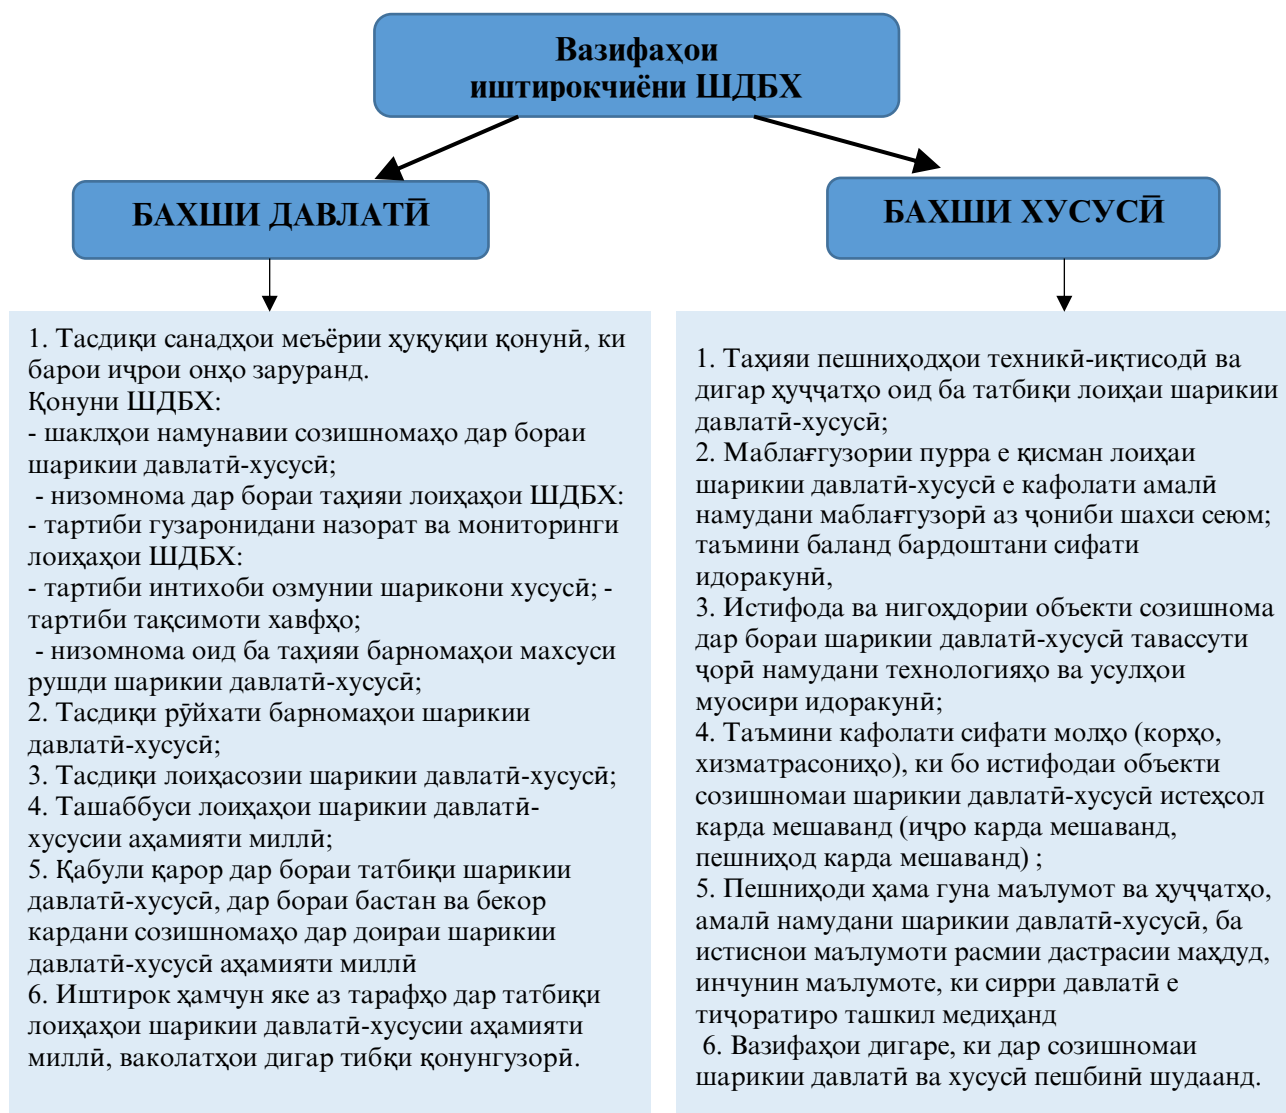 Вазифаҳои
иштирокчиёни ШДБХ
БАХШИ ДАВЛАТӢ
БАХШИ ХУСУСӢ
1. Тасдиқи санадҳои меъёрии ҳуқуқии қонунӣ, ки
барои иҷрои онҳо заруранд.
Қонуни ШДБХ:
- шаклҳои намунавии созишномаҳо дар бораи
шарикии давлатӣ-хусусӣ;
- низомнома дар бораи таҳияи лоиҳаҳои ШДБХ:
- тартиби гузаронидани назорат ва мониторинги
лоиҳаҳои ШДБХ:
- тартиби интихоби озмунии шарикони хусусӣ; -
тартиби тақсимоти хавфҳо;
- низомнома оид ба таҳияи барномаҳои махсуси
рушди шарикии давлатӣ-хусусӣ;
2. Тасдиқи рӯйхати барномаҳои шарикии
давлатӣ-хусусӣ;
3. Тасдиқи лоиҳасозии шарикии давлатӣ-хусусӣ;
4. Ташаббуси лоиҳаҳои шарикии давлатӣ-
хусусии аҳамияти миллӣ;
5. Қабули қарор дар бораи татбиқи шарикии
давлатӣ-хусусӣ, дар бораи бастан ва бекор
кардани созишномаҳо дар доираи шарикии
давлатӣ-хусусӣ аҳамияти миллӣ
6. Иштирок ҳамчун яке аз тарафҳо дар татбиқи
лоиҳаҳои шарикии давлатӣ-хусусии аҳамияти
миллӣ, ваколатҳои дигар тибқи қонунгузорӣ.
1. Таҳияи пешниҳодҳои техникӣ-иқтисодӣ ва
дигар ҳуҷҷатҳо оид ба татбиқи лоиҳаи шарикии
давлатӣ-хусусӣ;
2. Маблағгузории пурра е қисман лоиҳаи
шарикии давлатӣ-хусусӣ е кафолати амалӣ
намудани маблағгузорӣ аз ҷониби шахси сеюм;
таъмини баланд бардоштани сифати
идоракунӣ,
3. Истифода ва нигоҳдории объекти созишнома
дар бораи шарикии давлатӣ-хусусӣ тавассути
ҷорӣ намудани технологияҳо ва усулҳои
муосири идоракунӣ;
4. Таъмини кафолати сифати молҳо (корҳо,
хизматрасониҳо), ки бо истифодаи объекти
созишномаи шарикии давлатӣ-хусусӣ истеҳсол
карда мешаванд (иҷро карда мешаванд,
пешниҳод карда мешаванд) ;
5. Пешниҳоди ҳама гуна маълумот ва ҳуҷҷатҳо,
амалӣ намудани шарикии давлатӣ-хусусӣ, ба
истиснои маълумоти расмии дастрасии маҳдуд,
инчунин маълумоте, ки сирри давлатӣ е
тиҷоратиро ташкил медиҳанд
6. Вазифаҳои дигаре, ки дар созишномаи
шарикии давлатӣ ва хусусӣ пешбинӣ шудаанд.